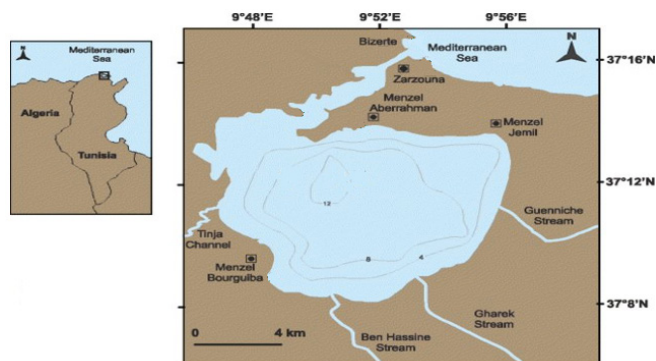 Mediterranean
Sea
Algeria
Tunisia
9°48'E
9°52'E
9°56'E
Bizerte
Mediterranean
Sea
37°16'N
Zarzouna
Menzel
Aberrahman
Menzel
Jemil
37°12'N
12
Guenniche
Stream
Tinja
Channel
Menzel
Bourguiba
8
4
37°8'N
Gharek
Stream
0
4 km
Ben Hassine
Stream